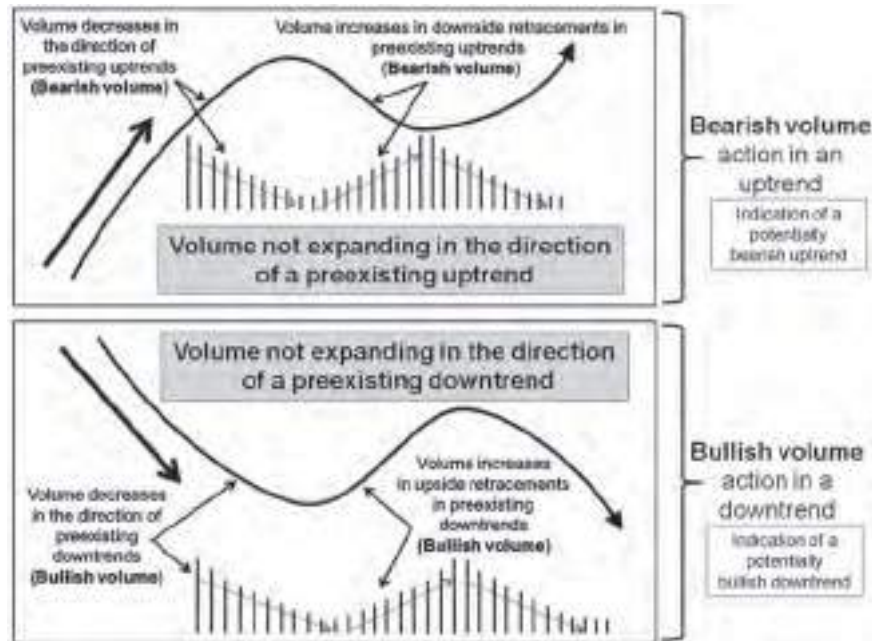 Volume decreases in
the direction of
preexisting uptrends
(Bearish volume)
Volume increases in downside retracements in
preexisting uptrends
(Bearish volume)
Volume not expanding in the direction
of a preexisting uptrend
Bearish volume
action in an
uptrend
Indication of a
potentially
bearish uptrend
Volume not expanding in the direction
of a preexisting downtrend
Volume decreases
in the direction of
preexisting
downtrends
(Bullish volume)
Volume increases
in upside retracements
in preexisting
downtrends
(Bullish volume)
Bullish volume
action in a
downtrend
Indication of a
potentially
bullish downtrend